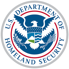 U.S. DEPARTMENT OF
HOMELAND SECURITY